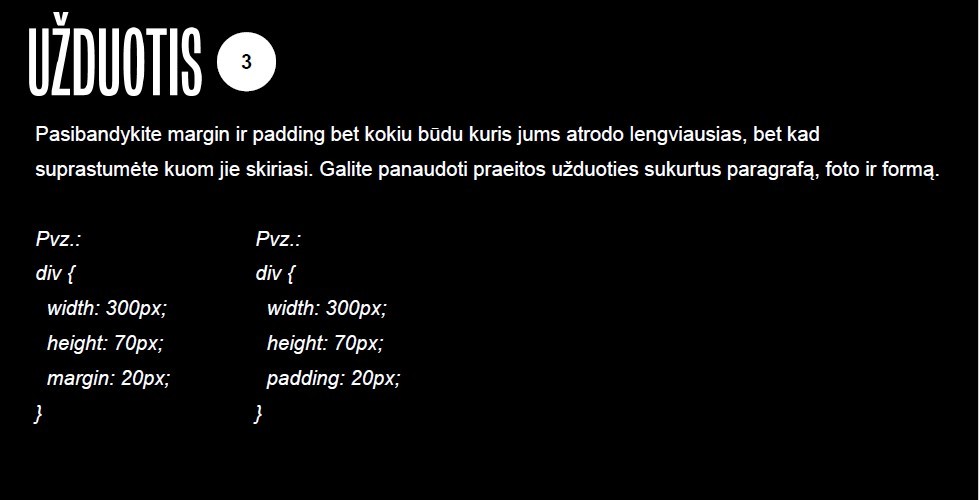 UŽDUOTIS 3
Pasibandykite margin ir padding bet kokiu būdu kuris jums atrodo lengviausias, bet kad
suprastumėte kuom jie skiriasi. Galite panaudoti praeitos užduoties sukurtus paragrafą, foto ir formą.
Pvz.:
div {
width: 300px;
height: 70px;
margin: 20px;
}
Pvz.:
div {
width: 300px;
height: 70px;
padding: 20px;
}